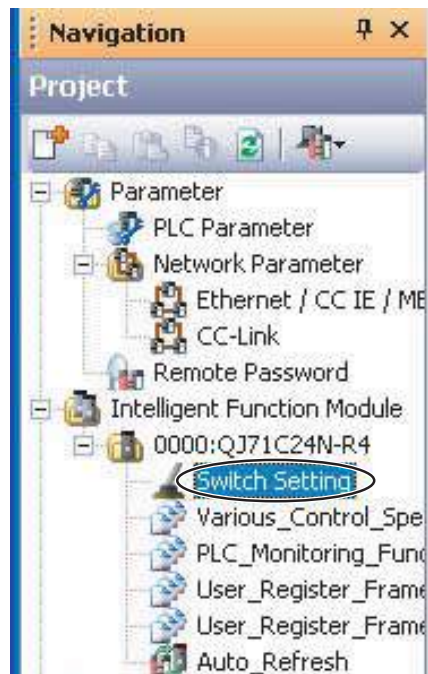 Navigation
Project
Parameter
PLC Parameter
Network Parameter
Ethernet / CC IE / ME
CC-Link
Remote Password
Intelligent Function Module
0000:QJ71C24N-R4
Switch Setting
Various_Control_Spe
PLC_Monitoring_Func
User_Register_Frame
User_Register_Frame
Auto_Refresh